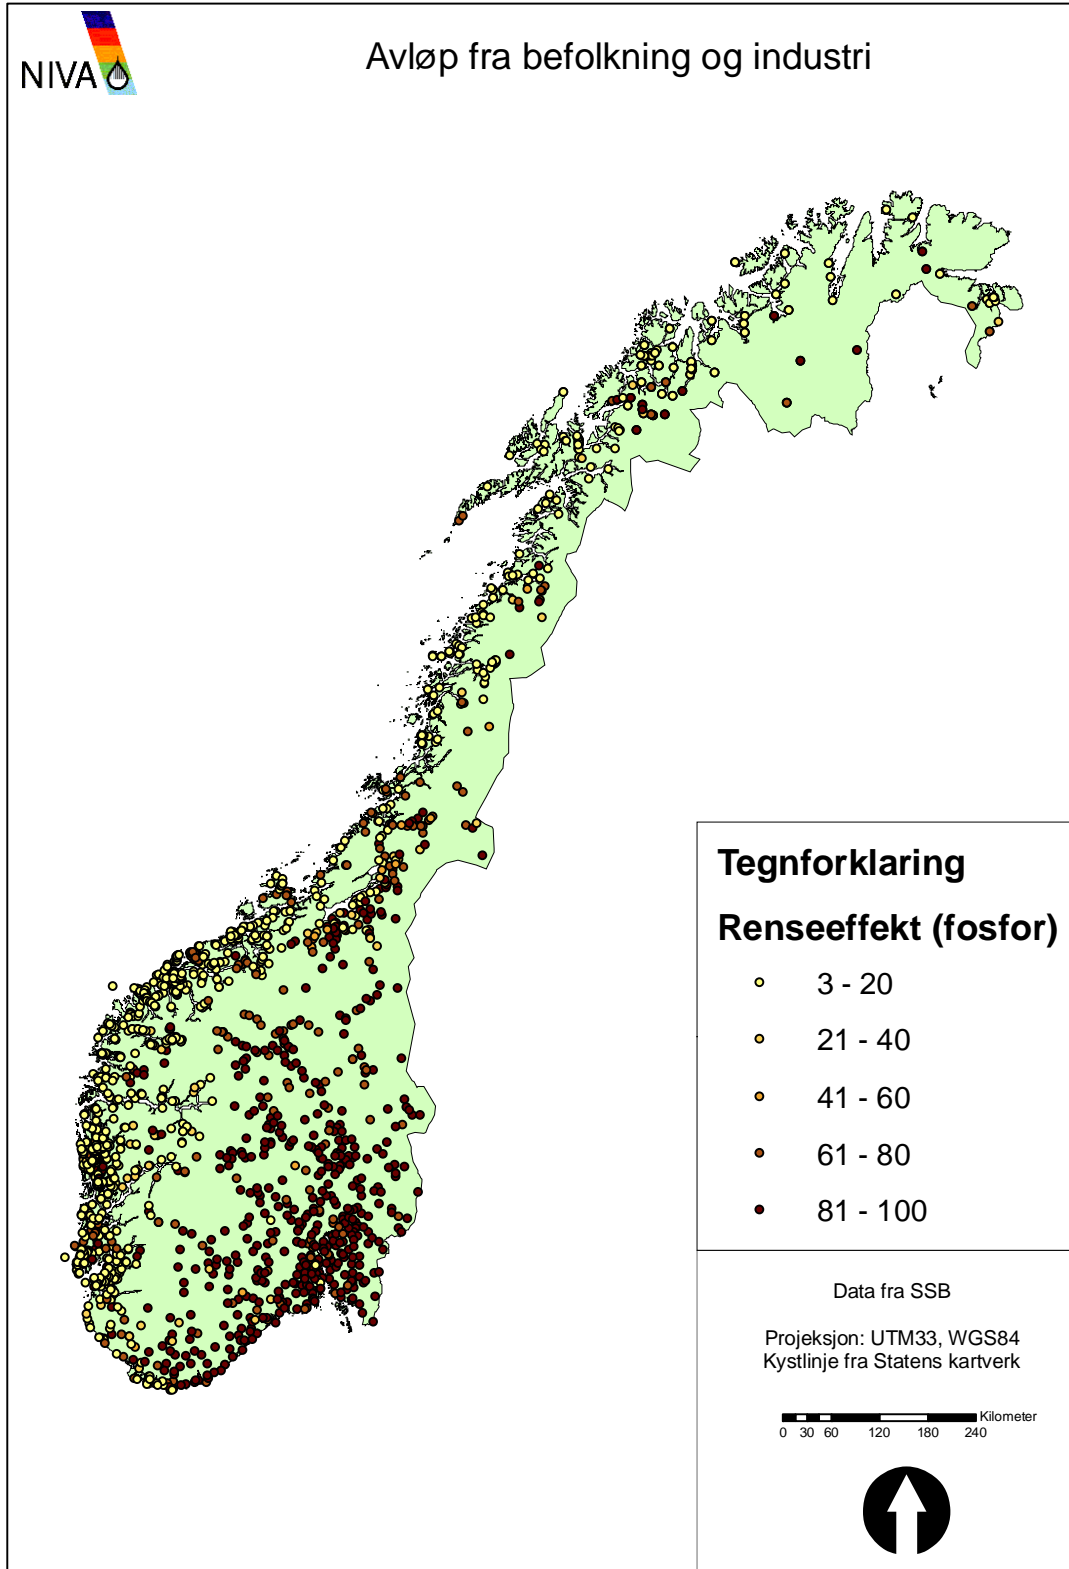 NIVA
Avløp fra befolkning og industri
Tegnforklaring
Renseeffekt (fosfor)
3 - 20
21 - 40
41 - 60
61 - 80
81 - 100
Data fra SSB
Projeksjon: UTM33, WGS84
Kystlinje fra Statens kartverk
Kilometer
0 30 60 120 180 240